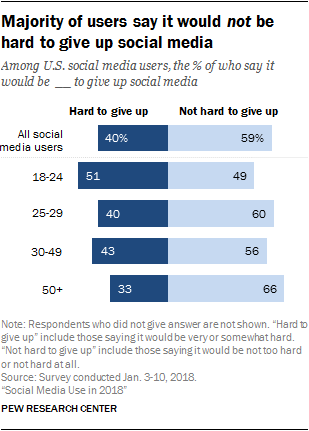 Majority of users say it would not be
hard to give up social media
Among U.S. social media users, the % of who say it
would be __ to give up social media
Hard to give up Not hard to give up
All social
media users 40% 59%
18-24 51 49
25-29 40 60
30-49 43 56
50+ 33 66
Note: Respondents who did not give answer are not shown. “Hard to
give up” include those saying it would be very or somewhat hard.
“Not hard to give up” include those saying it would be not too hard
or not hard at all.
Source: Survey conducted Jan. 3-10, 2018.
“Social Media Use in 2018”
PEW RESEARCH CENTER